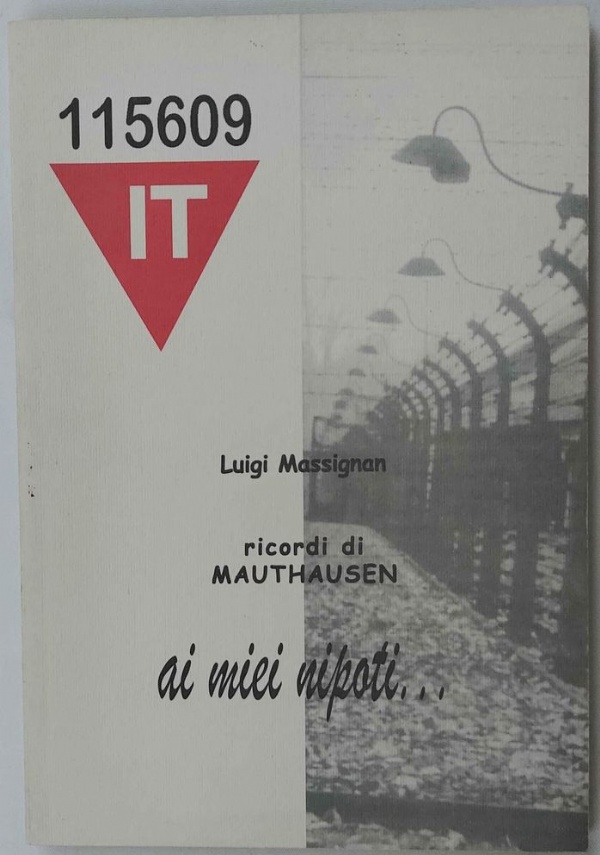 115609
IT
Luigi Massignan
ricordi di
MAUTHAUSEN
ai miei nipoti...